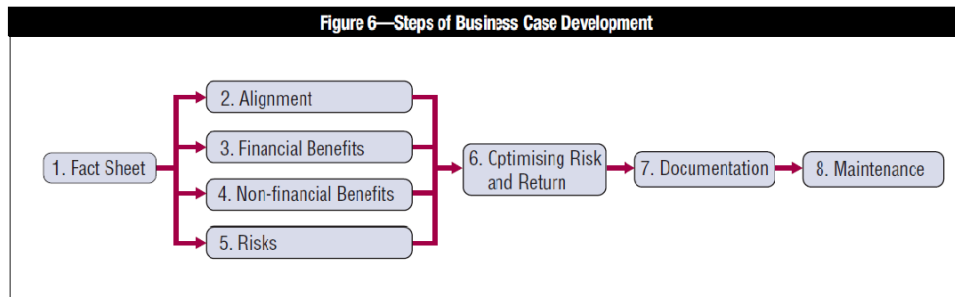 Figure 6—Steps of Business Case Development
1. Fact Sheet
2. Alignment
3. Financial Benefits
4. Non-financial Benefits
5. Risks
6. Cptimising Risk
and Return
7. Documentation
8. Maintenance